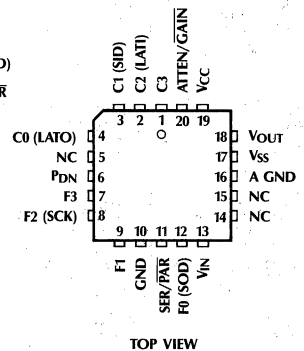 D)
R
C1 (SID)
C2 (LATI)
C3
ATTEN/GAIN
VCC
3 2 1 20 19
C0 (LATO) 4
NC 5
PDN 6
F3 7
F2 (SCK) 8
18 VOUT
17 VSS
16 A GND
15 NC
14 NC
9 10 11 12 13
F1
GND
SER/PAR
F0 (SOD)
VIN
TOP VIEW